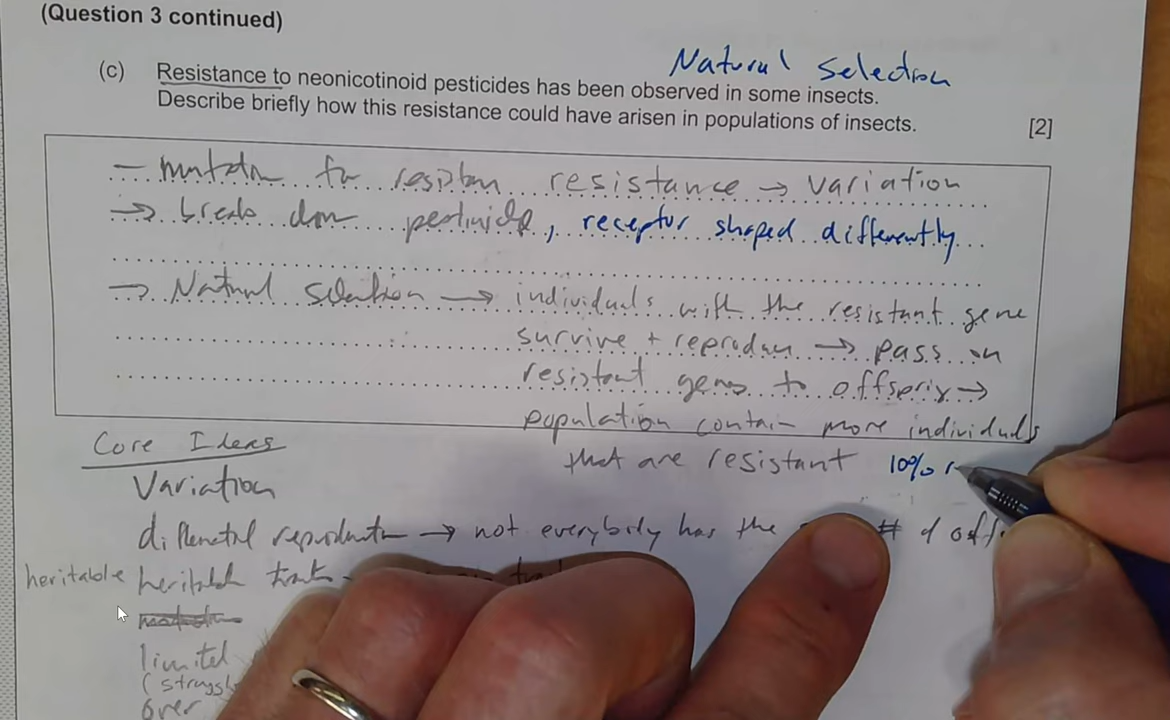 (Question 3 continued)
Natural Selection
(c) Resistance to neonicotinoid pesticides has been observed in some insects.
Describe briefly how this resistance could have arisen in populations of insects. [2]
- mutation for resistan resistance → variation
→ breaks down pesticide, receptor shaped differently
→ Natural selection → individuals with the resistant gene
survive + reproduce → pass on
resistant genes to offspring →
population contain more individuals
that are resistant 10%
Core Ideas
Variation
differential reproduction → not everybody has the # of off
heritable heritable traits
limited
(struggle
over